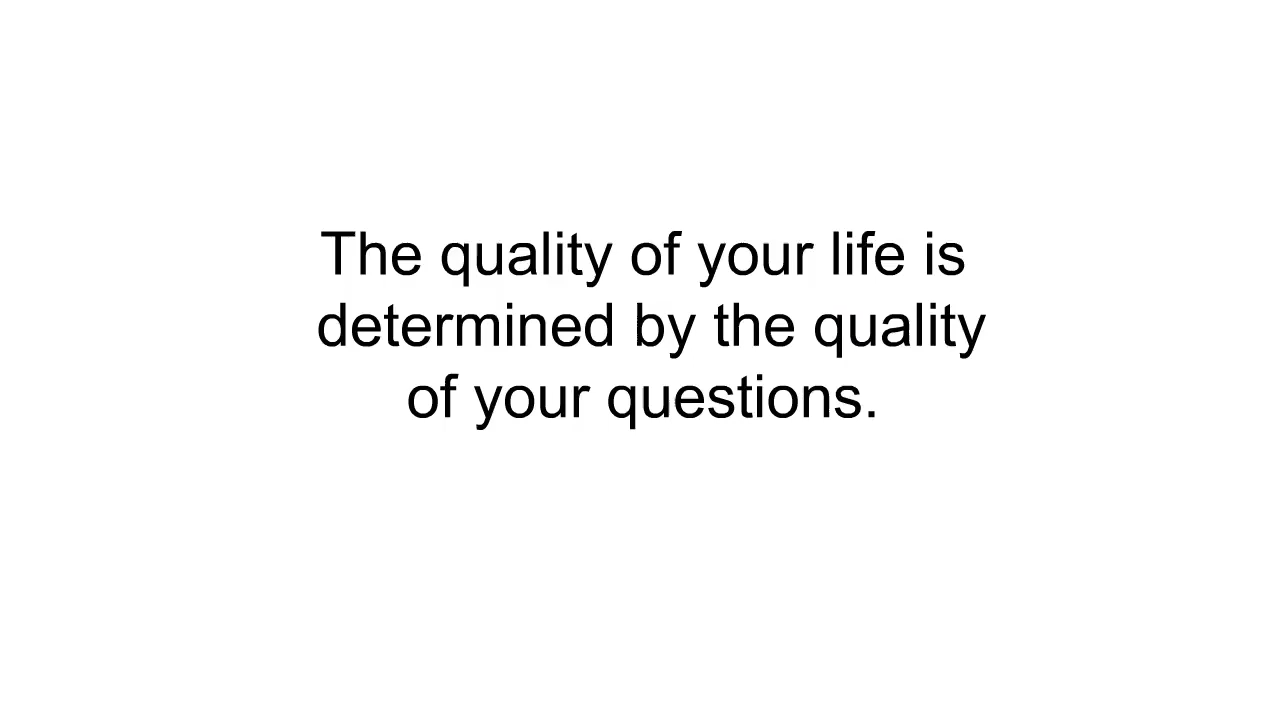 The quality of your life is
determined by the quality
of your questions.